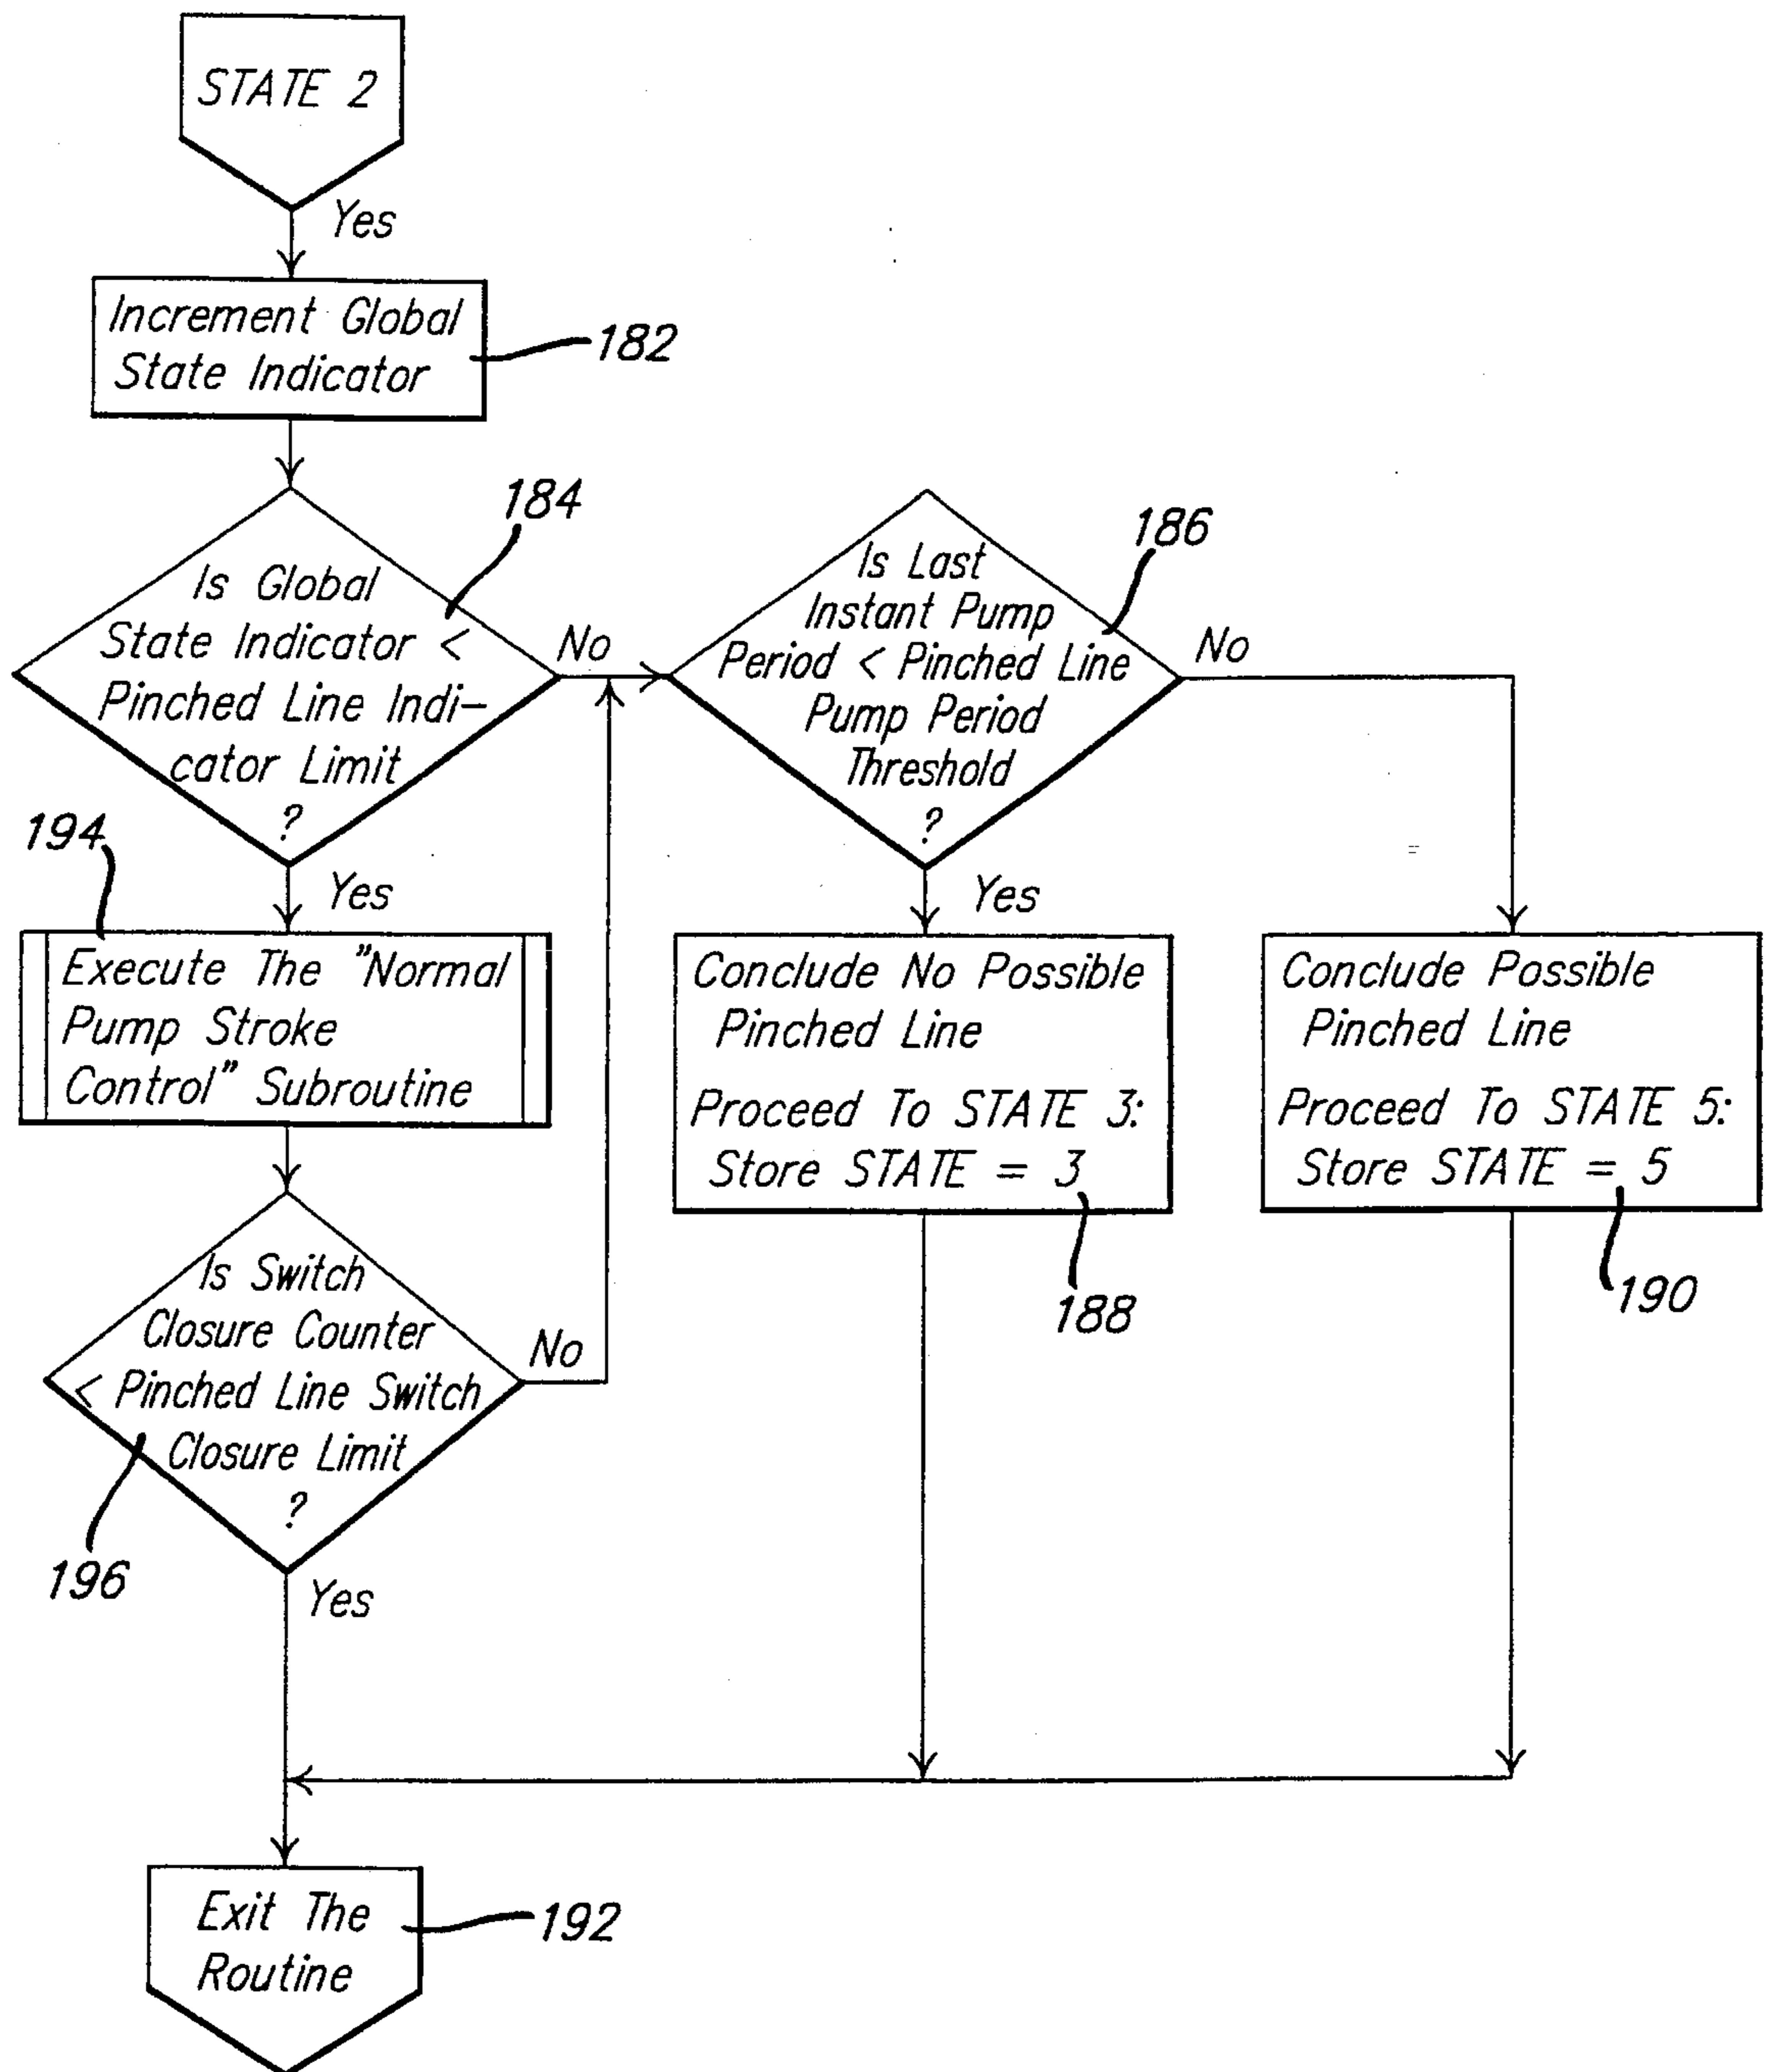 STATE 2
Yes
Increment Global
State Indicator
182
184
Is Global
State Indicator <
Pinched Line Indi-
cator Limit
?
No
186
Is Last
Instant Pump
Period < Pinched Line
Pump Period
Threshold
?
No
194
Yes
Execute The "Normal
Pump Stroke
Control" Subroutine
Yes
Conclude No Possible
Pinched Line
Proceed To STATE 3:
Store STATE = 3
188
Conclude Possible
Pinched Line
Proceed To STATE 5:
Store STATE = 5
190
Is Switch
Closure Counter
< Pinched Line Switch
Closure Limit
?
No
196
Yes
Exit The
Routine
192